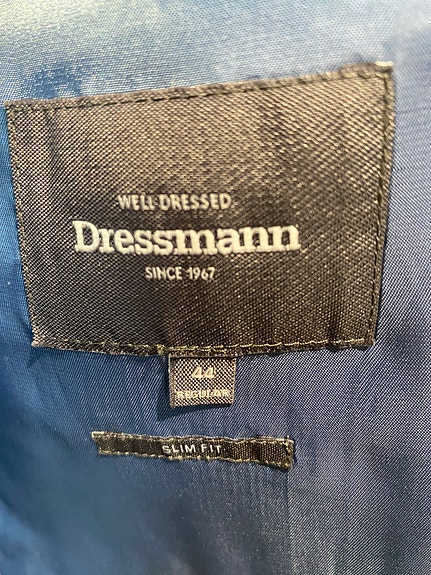 WELL DRESSED.
Dressmann
SINCE 1967
44
REGULAR
SLIM FIT